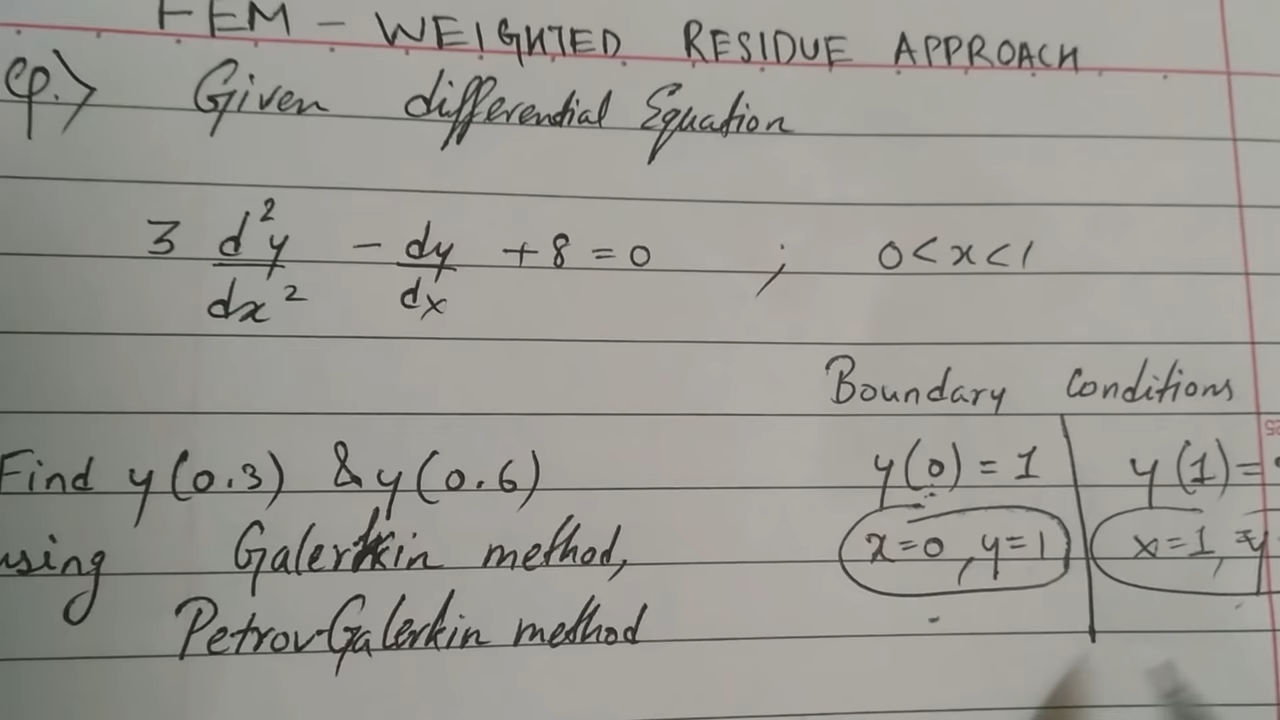 FEM - WEIGHTED RESIDUE APPROACH
Q.> Given differential Equation
3 d²y/dx² - dy/dx + 8 = 0 ; 0 < x < 1
Boundary Conditions
Find y(0.3) & y(0.6)
y(0) = 1 | y(1) =
using Galerkin method,
x=0, y=1 | x=1, y
Petrov-Galerkin method